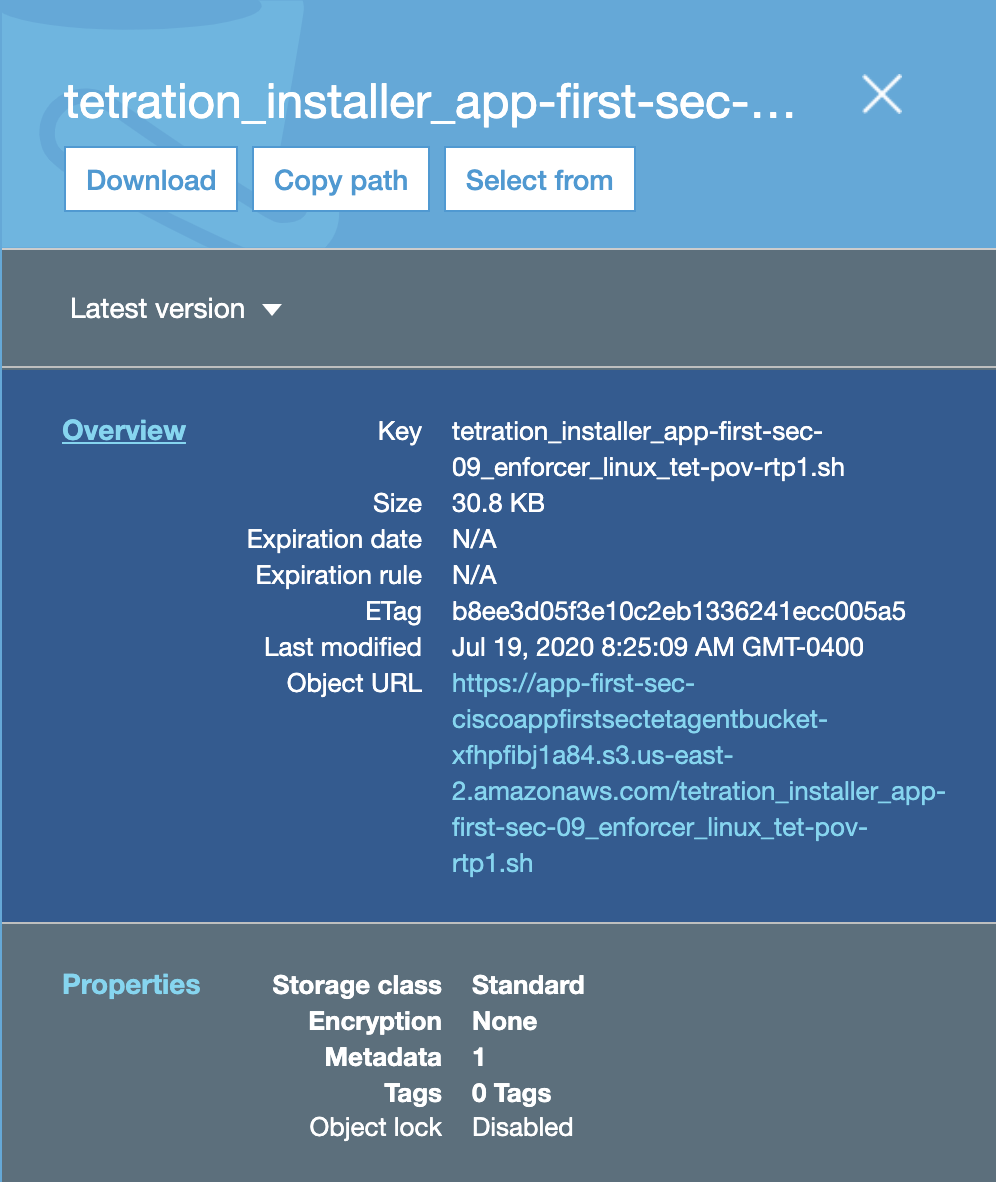 tetration_installer_app-first-sec-...
Download
Copy path
Select from
Latest version
Overview
Key
tetration_installer_app-first-sec-
09_enforcer_linux_tet-pov-rtp1.sh
Size
30.8 KB
Expiration date
N/A
Expiration rule
N/A
ETag
b8ee3d05f3e10c2eb1336241ecc005a5
Last modified
Jul 19, 2020 8:25:09 AM GMT-0400
Object URL
https://app-first-sec-
ciscoappfirstsectetagentbucket-
xfhpfibj1a84.s3.us-east-
2.amazonaws.com/tetration_installer_app-
first-sec-09_enforcer_linux_tet-pov-
rtp1.sh
Properties
Storage class
Standard
Encryption
None
Metadata
1
Tags
0 Tags
Object lock
Disabled